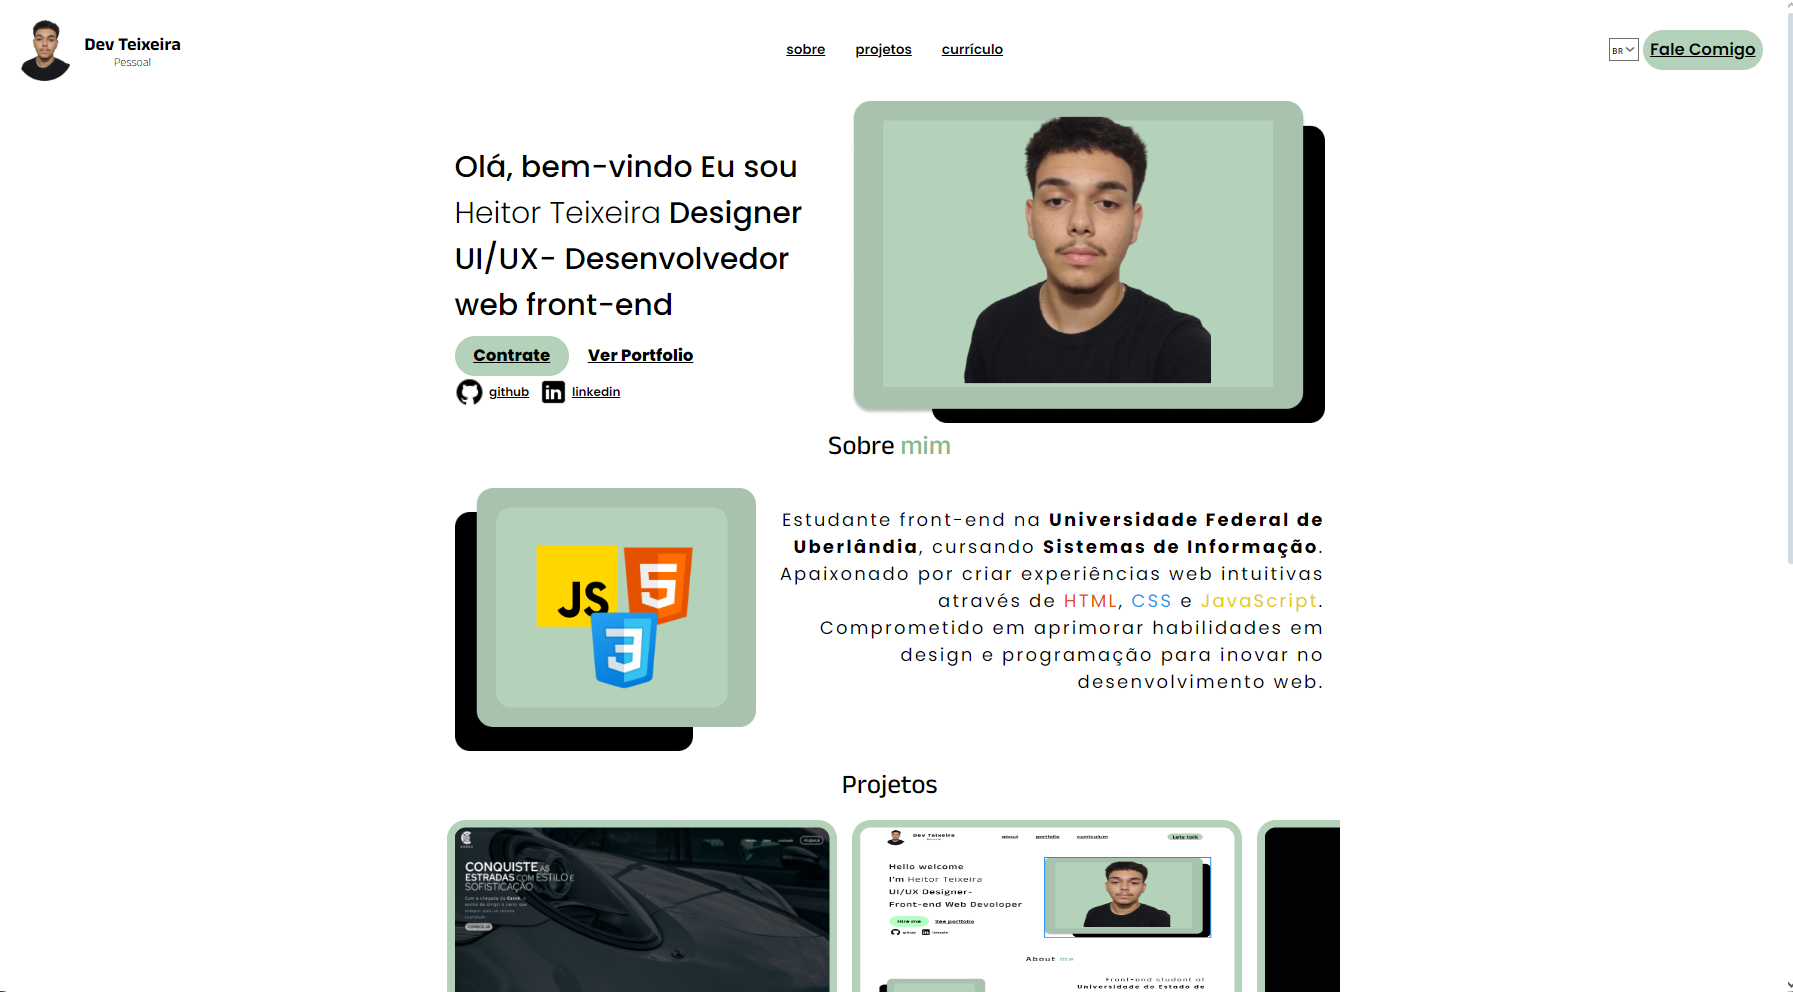 Dev Teixeira
Pessoal
sobre
projetos
currículo
BR
Fale Comigo
Olá, bem-vindo Eu sou
Heitor Teixeira Designer
UI/UX- Desenvolvedor
web front-end
Contrate
Ver Portfolio
github
linkedin
Sobre mim
JS
5
3
Estudante front-end na Universidade Federal de
Uberlândia, cursando Sistemas de Informação.
Apaixonado por criar experiências web intuitivas
através de HTML, CSS e JavaScript.
Comprometido em aprimorar habilidades em
design e programação para inovar no
desenvolvimento web.
Projetos
CONQUISTE AS
ESTRADAS COM ESTILO E
SOFISTICAÇÃO
COMECE JÁ
Dev Teixeira
about
portfolio
curriculum
Lets talk
Hello welcome
I'm Heitor Teixeira
UI/UX Designer-
Front-end Web Devoloper
Hire me
See portfolio
github
linkedin
About me
Front-end student at
Universidade do Estado de